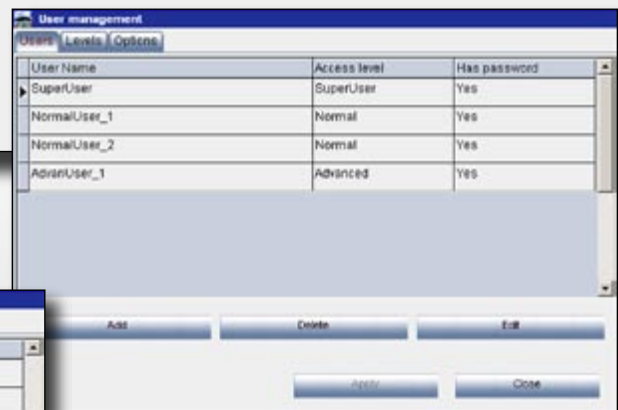 User management
Users Levels Options
User Name Access level Has password
SuperUser SuperUser Yes
NormalUser_1 Normal Yes
NormalUser_2 Normal Yes
AdvanUser_1 Advanced Yes
Add Delete Edit
Apply Close